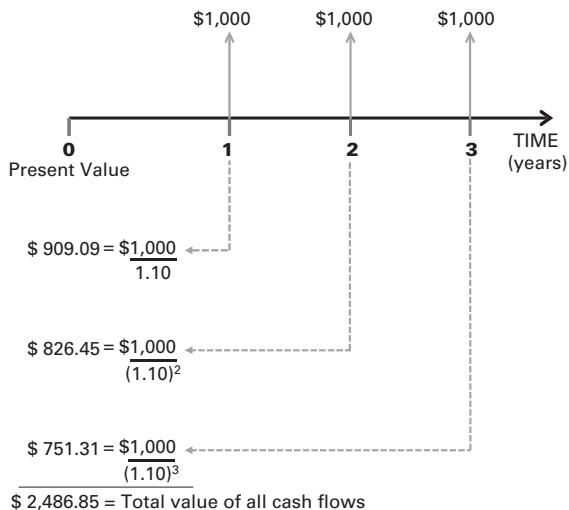 $1,000 $1,000 $1,000
0 1 2 3 TIME
Present Value (years)
$ 909.09 = $1,000
1.10
$ 826.45 = $1,000
(1.10)²
$ 751.31 = $1,000
(1.10)³
$ 2,486.85 = Total value of all cash flows